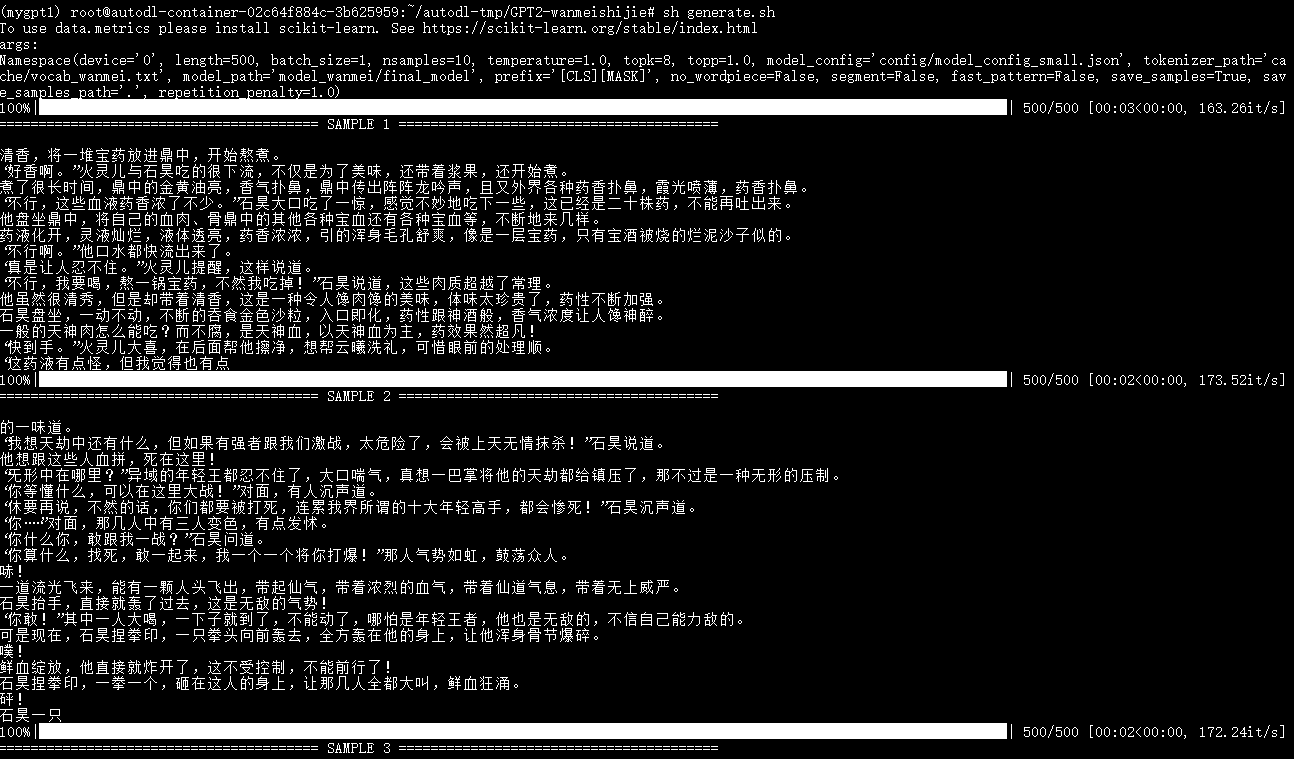 (mygpt1) root@autodl-container-02c64f884c-3b625959:~/autodl-tmp/GPT2-wanmeishijie# sh generate.sh
To use data.metrics please install scikit-learn. See https://scikit-learn.org/stable/index.html
args:
Namespace(device='0', length=500, batch_size=1, nsamples=10, temperature=1.0, topk=8, topp=1.0, model_config='config/model_config_small.json', tokenizer_path='ca
che/vocab_wanmei.txt', model_path='model_wanmei/final_model', prefix='[CLS][MASK]', no_wordpiece=False, segment=False, fast_pattern=False, save_samples=True, sav
e_samples_path='.', repetition_penalty=1.0)
100%| | 500/500 [00:03<00:00, 163.26it/s]
======================================== SAMPLE 1 ========================================
清香，将一堆宝药放进鼎中，开始熬煮。
“好香啊。”火灵儿与石昊吃的很下流，不仅是为了美味，还带着浆果，还开始煮。
煮了很长时间，鼎中的金黄油亮，香气扑鼻，鼎中传出阵阵龙吟声，且又外界各种药香扑鼻，霞光喷薄，药香扑鼻。
“不行，这些血液药香浓了不少。”石昊大口吃了一惊，感觉不妙地吃下一些，这已经是二十株药，不能再吐出来。
他盘坐鼎中，将自己的血肉、骨鼎中的其他各种宝血还有各种宝血等，不断地来几样。
药液化开，灵液灿烂，液体透亮，药香浓浓，引的浑身毛孔舒爽，像是一层宝药，只有宝酒被烧的烂泥沙子似的。
“不行啊。”他口水都快流出来了。
“真是让人忍不住。”火灵儿提醒，这样说道。
“不行，我要喝，熬一锅宝药，不然我吃掉！”石昊说道，这些肉质超越了常理。
他虽然很清秀，但是却带着清香，这是一种令人馋肉馋的美味，体味太珍贵了，药性不断加强。
石昊盘坐，一动不动，不断的吞食金色沙粒，入口即化，药性跟神酒般，香气浓度让人馋神醉。
一般的天神肉怎么能吃？而不腐，是天神血，以天神血为主，药效果然超凡！
“快到手。”火灵儿大喜，在后面帮他擦净，想帮云曦洗礼，可惜眼前的处理顺。
“这药液有点怪，但我觉得也有点
100%| | 500/500 [00:02<00:00, 173.52it/s]
======================================== SAMPLE 2 ========================================
的一味道。
“我想天劫中还有什么，但如果有强者跟我们激战，太危险了，会被上天无情抹杀！”石昊说道。
他想跟这些人血拼，死在这里！
“无形中在哪里？”异域的年轻王都忍不住了，大口喘气，真想一巴掌将他的天劫都给镇压了，那不过是一种无形的压制。
“你等懂什么，可以在这里大战！”对面，有人沉声道。
“休要再说，不然的话，你们都要被打死，连累我界所谓的十大年轻高手，都会惨死！”石昊沉声道。
“你……”对面，那几人中有三人变色，有点发怵。
“你什么你，敢跟我一战？”石昊问道。
“你算什么，找死，敢一起来，我一个一个将你打爆！”那人气势如虹，鼓荡众人。
哧！
一道流光飞来，能有一颗人头飞出，带起仙气，带着浓烈的血气，带着仙道气息，带着无上威严。
石昊抬手，直接就轰了过去，这是无敌的气势！
“你敢！”其中一人大喝，一下子就到了，不能动了，哪怕是年轻王者，他也是无敌的，不信自己能力敌的。
可是现在，石昊捏拳印，一只拳头向前轰去，全方轰在他的身上，让他浑身骨节爆碎。
噗！
鲜血绽放，他直接就炸开了，这不受控制，不能前行了！
石昊捏拳印，一拳一个，砸在这人的身上，让那几人全都大叫，鲜血狂涌。
砰！
石昊一只
100%| | 500/500 [00:02<00:00, 172.24it/s]
======================================== SAMPLE 3 ========================================